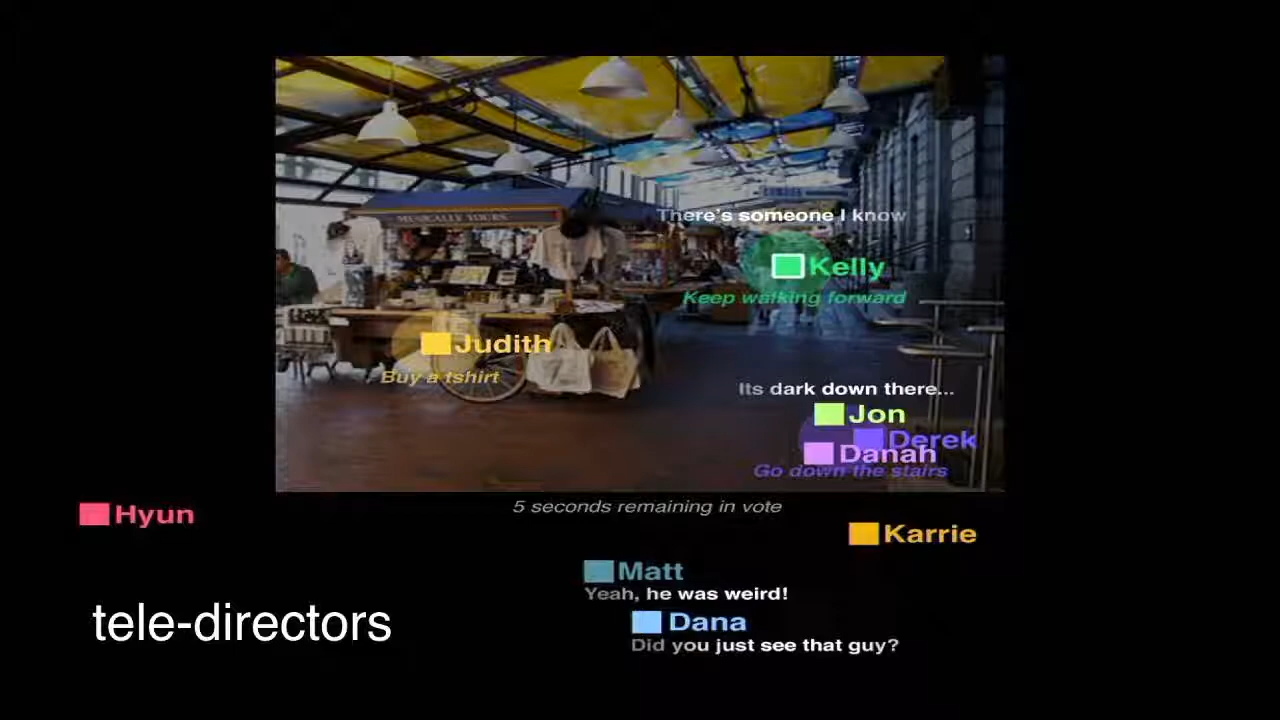 MUSICALLY YOURS
There's someone I know
Kelly
Keep walking forward
Judith
Buy a tshirt
Its dark down there...
Jon
Derek
Danah
Go down the stairs
5 seconds remaining in vote
Hyun
Karrie
Matt
Yeah, he was weird!
Dana
Did you just see that guy?
tele-directors